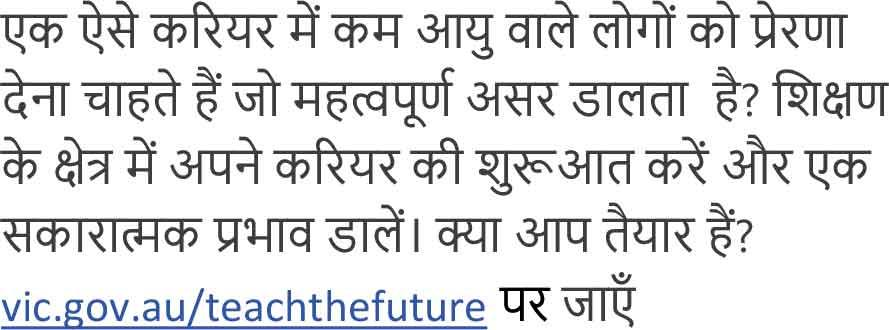 एक ऐसे करियर में कम आयु वाले लोगों को प्रेरणा
देना चाहते हैं जो महत्वपूर्ण असर डालता  है? शिक्षण
के क्षेत्र में अपने करियर की शुरूआत करें और एक
सकारात्मक प्रभाव डालें। क्या आप तैयार हैं?
vic.gov.au/teachthefuture पर जाएँ